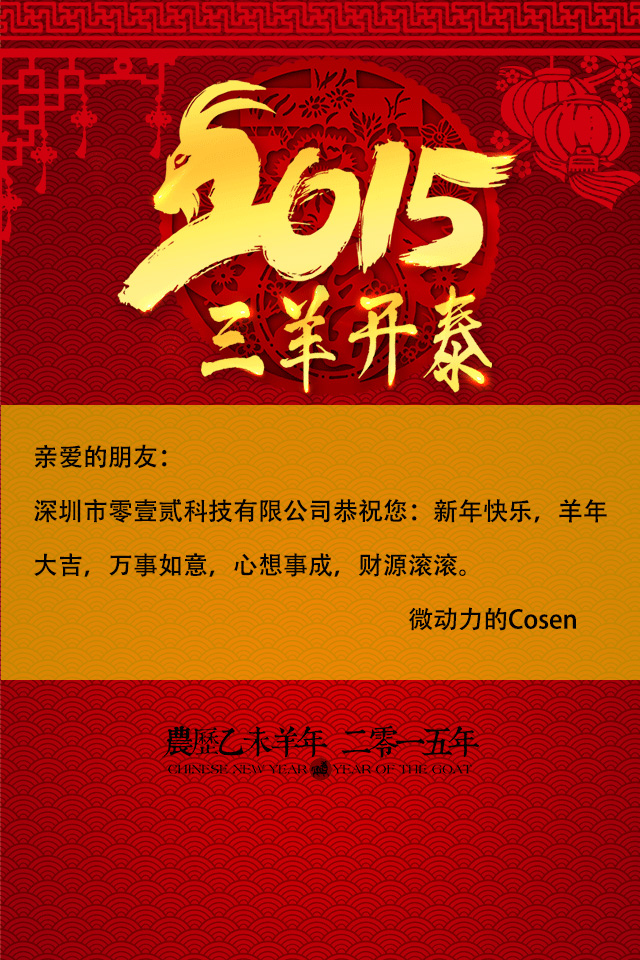 2015
三羊开泰
亲爱的朋友：
深圳市零壹贰科技有限公司恭祝您：新年快乐，羊年
大吉，万事如意，心想事成，财源滚滚。
微动力的Cosen
農歷乙未羊年 二零一五年
CHINESE NEW YEAR YEAR OF THE GOAT